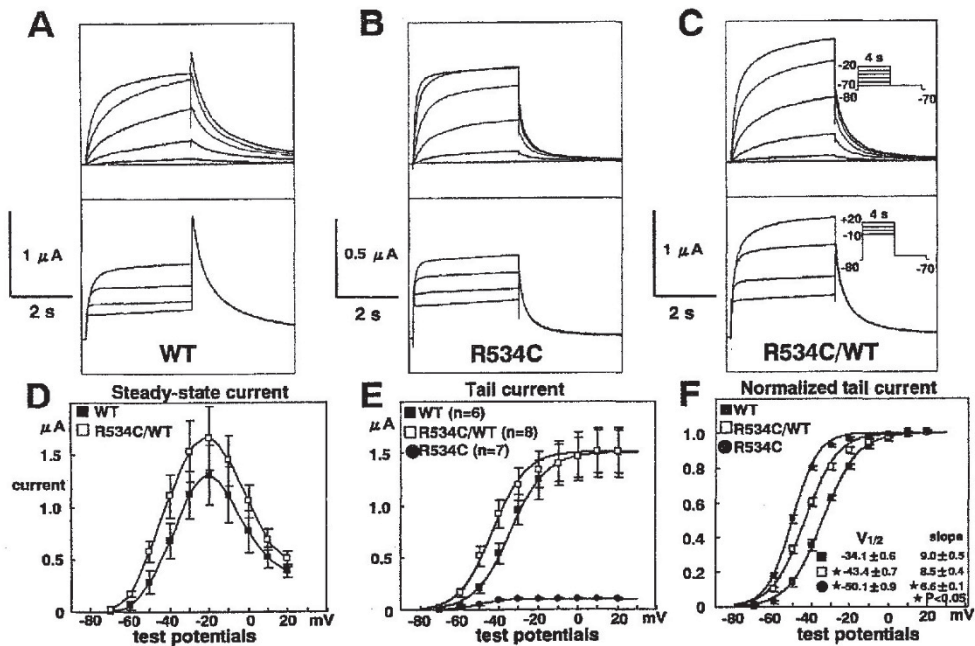 A
B
C
4 s
-20
-70
-80
-70
1 µA
2 s
0.5 µA
2 s
1 µA
2 s
+20
4 s
-10
-80
-70
WT
R534C
R534C/WT
D
Steady-state current
E
Tail current
F
Normalized tail current
µA
2.0
WT
R534C/WT
current
1.5
1.0
0.5
0
-80 -60 -40 -20 0 20 mV
test potentials
µA
WT (n=6)
R534C/WT (n=8)
R534C (n=7)
1.5
1.0
0.5
0
-80 -60 -40 -20 0 20 mV
test potentials
WT
R534C/WT
R534C
1.0
0.8
0.6
0.4
0.2
0
V1/2 slope
-34.1±0.6 9.0±0.5
*-43.4±0.7 8.5±0.4
*-50.1±0.9 *6.6±0.1
* P<0.05
-80 -60 -40 -20 0 20 mV
test potentials